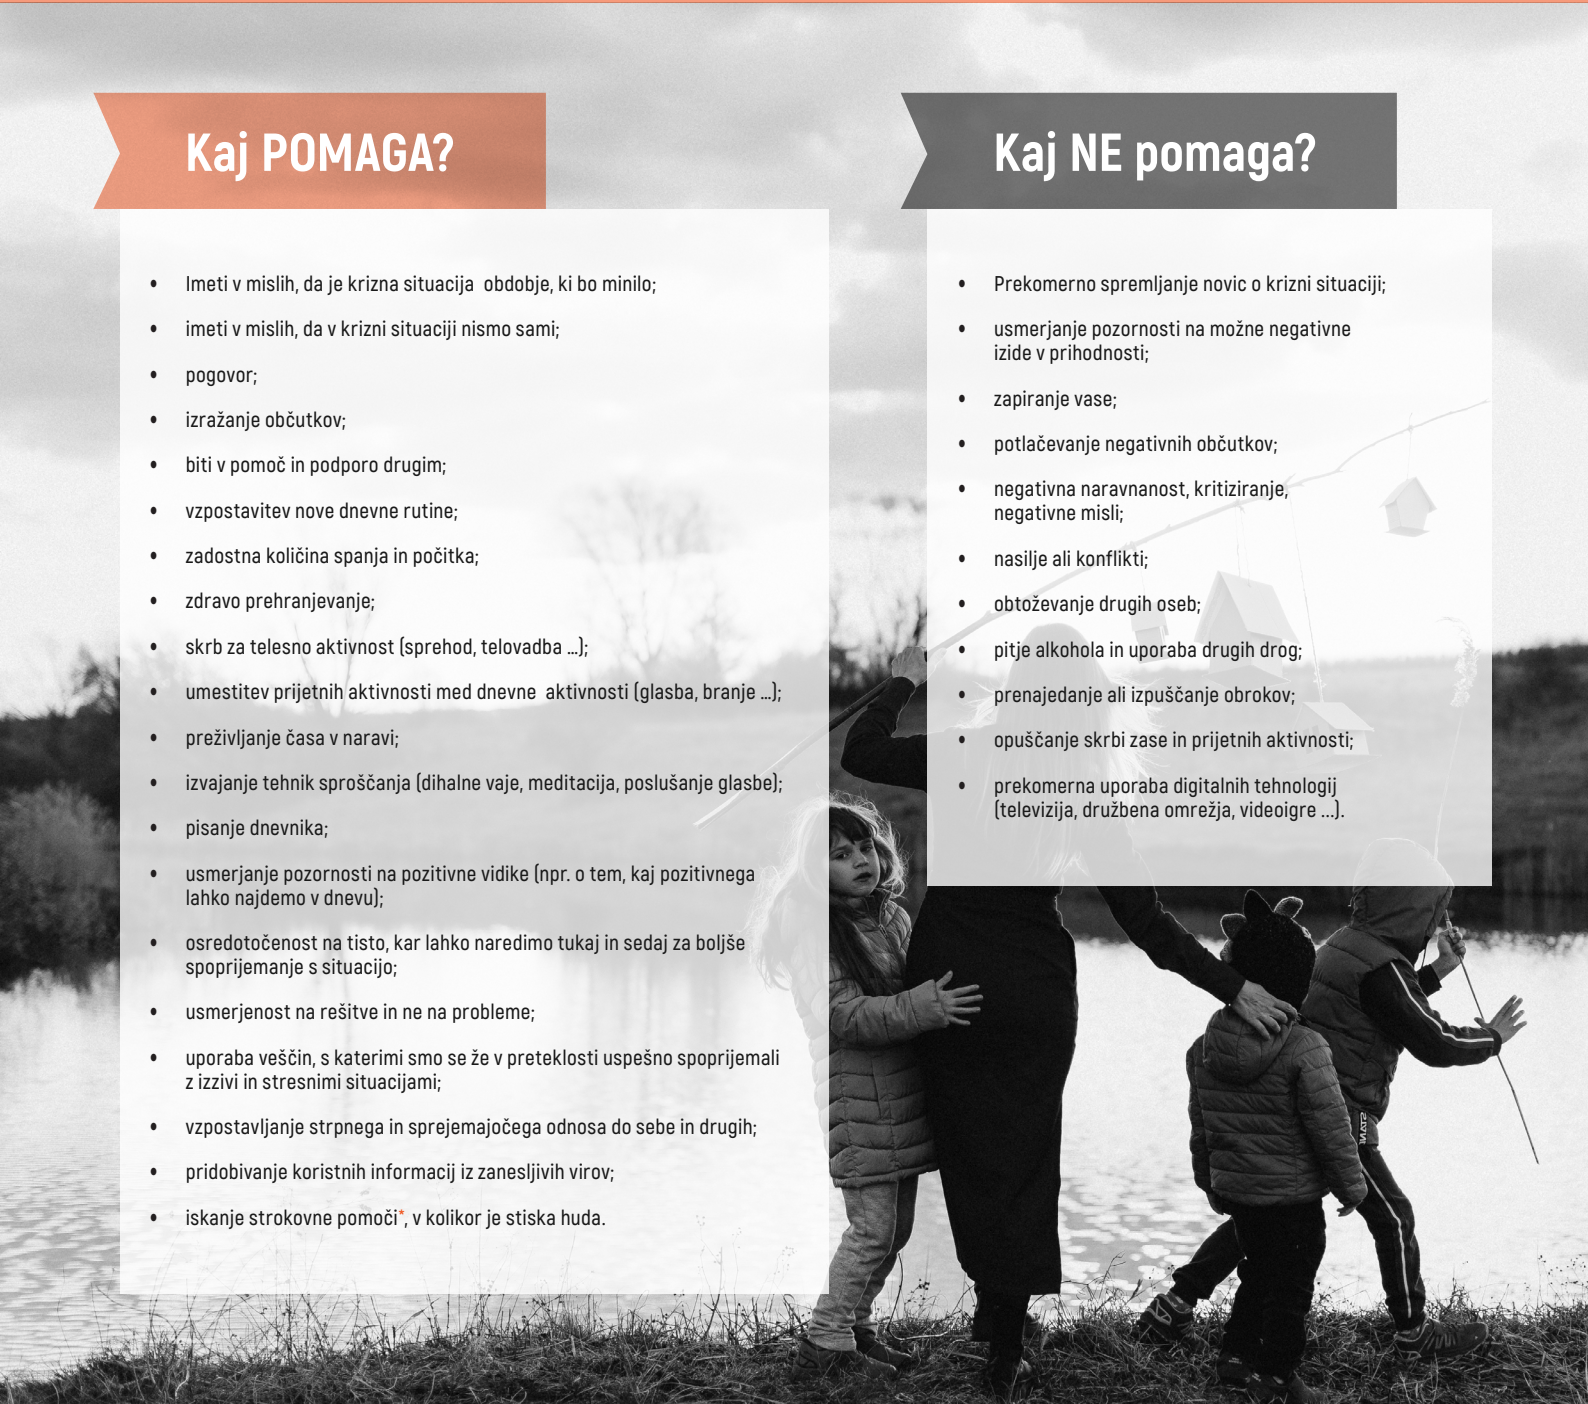 Kaj POMAGA?
• Imeti v mislih, da je krizna situacija  obdobje, ki bo minilo;
• imeti v mislih, da v krizni situaciji nismo sami;
• pogovor;
• izražanje občutkov;
• biti v pomoč in podporo drugim;
• vzpostavitev nove dnevne rutine;
• zadostna količina spanja in počitka;
• zdravo prehranjevanje;
• skrb za telesno aktivnost (sprehod, telovadba ...);
• umestitev prijetnih aktivnosti med dnevne  aktivnosti (glasba, branje ...);
• preživljanje časa v naravi;
• izvajanje tehnik sproščanja (dihalne vaje, meditacija, poslušanje glasbe);
• pisanje dnevnika;
• usmerjanje pozornosti na pozitivne vidike (npr. o tem, kaj pozitivnega
lahko najdemo v dnevu);
• osredotočenost na tisto, kar lahko naredimo tukaj in sedaj za boljše
spoprijemanje s situacijo;
• usmerjenost na rešitve in ne na probleme;
• uporaba veščin, s katerimi smo se že v preteklosti uspešno spoprijemali
z izzivi in stresnimi situacijami;
• vzpostavljanje strpnega in sprejemajočega odnosa do sebe in drugih;
• pridobivanje koristnih informacij iz zanesljivih virov;
• iskanje strokovne pomoči*, v kolikor je stiska huda.
Kaj NE pomaga?
• Prekomerno spremljanje novic o krizni situaciji;
• usmerjanje pozornosti na možne negativne
izide v prihodnosti;
• zapiranje vase;
• potlačevanje negativnih občutkov;
• negativna naravnanost, kritiziranje,
negativne misli;
• nasilje ali konflikti;
• obtoževanje drugih oseb;
• pitje alkohola in uporaba drugih drog;
• prenajedanje ali izpuščanje obrokov;
• opuščanje skrbi zase in prijetnih aktivnosti;
• prekomerna uporaba digitalnih tehnologij
(televizija, družbena omrežja, videoigre ...).